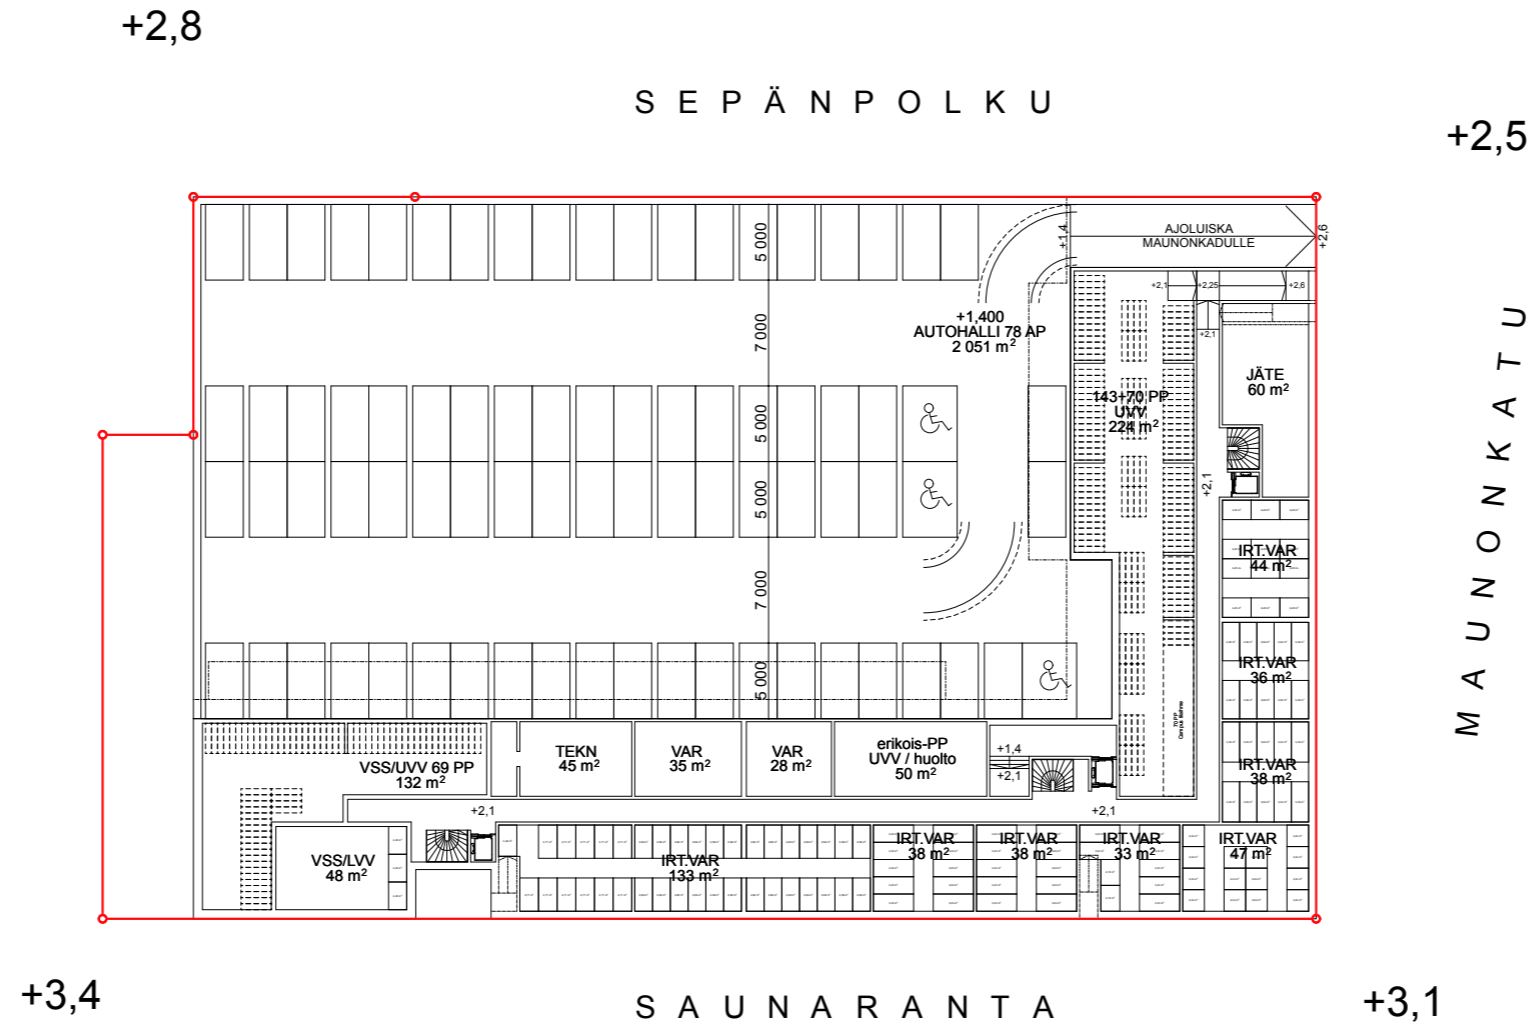 +2,8
SEPÄNPOLKU
+2,5
5 000
+1,4
AJOLUISKA
MAUNONKADULLE
+2,6
+2,1
+2,25
+2,6
7 000
+1,400
AUTOHALLI 78 AP
2 051 m²
+2,1
JÄTE
60 m²
143+70 PP
UVV
224 m²
MAUNONKATU
5 000
5 000
+2,1
IRT.VAR
44 m²
7 000
IRT.VAR
36 m²
5 000
IRT.VAR
38 m²
VSS/UVV 69 PP
132 m²
TEKN
45 m²
VAR
35 m²
VAR
28 m²
erikois-PP
UVV / huolto
50 m²
+1,4
+2,1
+2,1
+2,1
VSS/LVV
48 m²
IRT.VAR
133 m²
IRT.VAR
38 m²
IRT.VAR
38 m²
IRT.VAR
33 m²
IRT.VAR
47 m²
+3,4
SAUNARANTA
+3,1